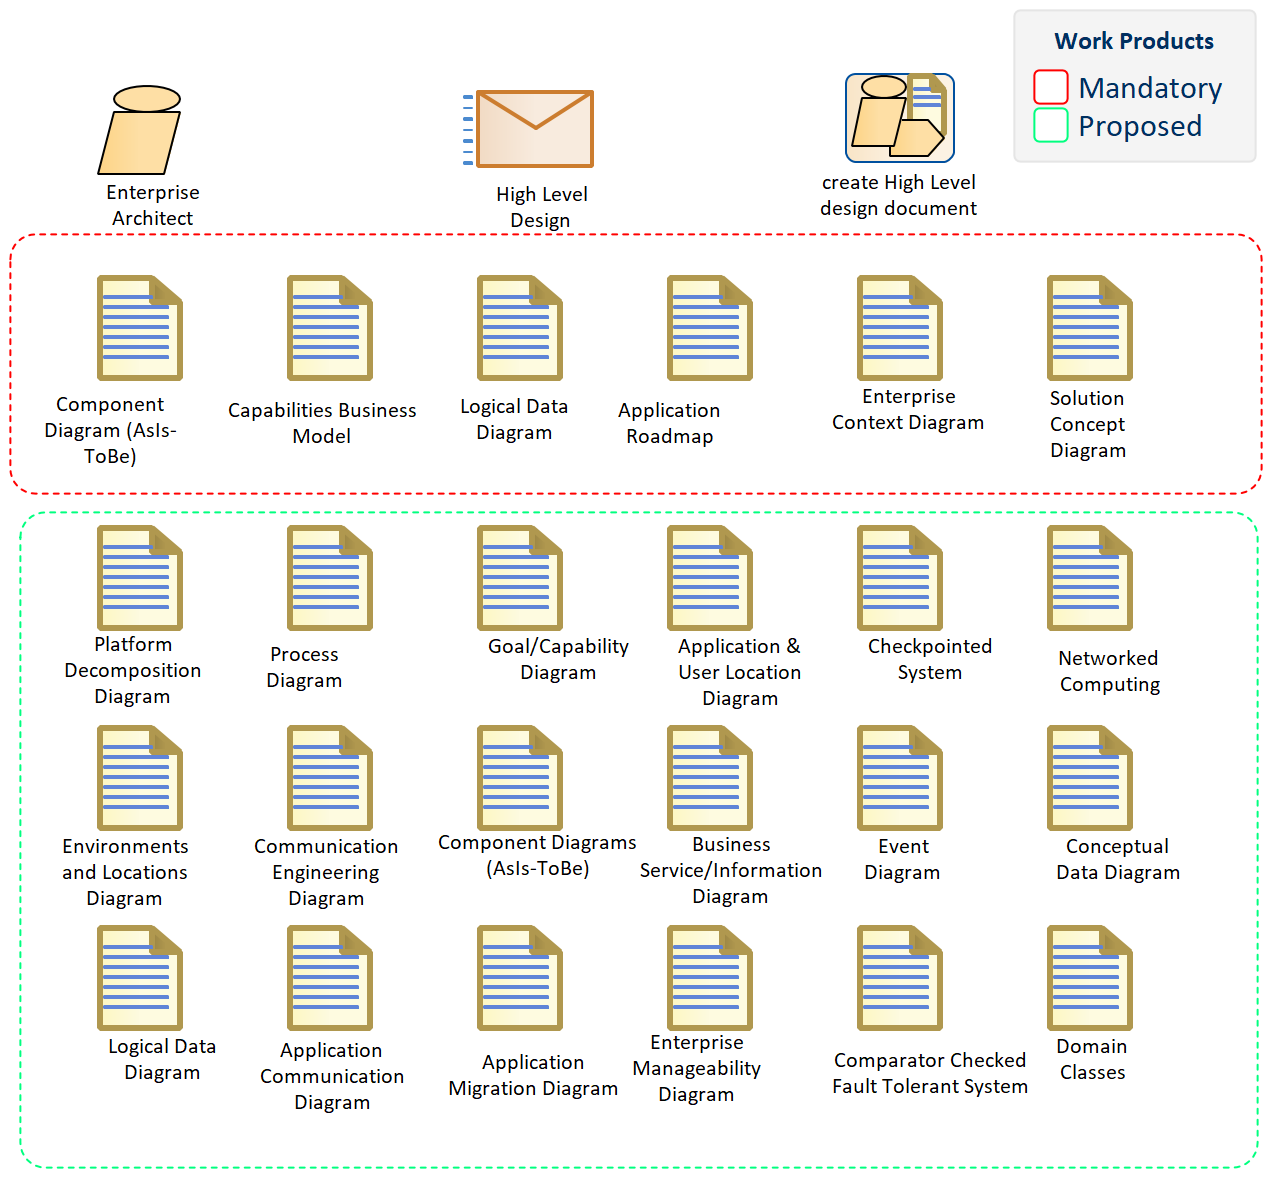 Work Products
Mandatory
Proposed
Enterprise
Architect
High Level
Design
create High Level
design document
Component
Diagram (AsIs-
ToBe)
Capabilities Business
Model
Logical Data
Diagram
Application
Roadmap
Enterprise
Context Diagram
Solution
Concept
Diagram
Platform
Decomposition
Diagram
Process
Diagram
Goal/Capability
Diagram
Application &
User Location
Diagram
Checkpointed
System
Networked
Computing
Environments
and Locations
Diagram
Communication
Engineering
Diagram
Component Diagrams
(AsIs-ToBe)
Business
Service/Information
Diagram
Event
Diagram
Conceptual
Data Diagram
Logical Data
Diagram
Application
Communication
Diagram
Application
Migration Diagram
Enterprise
Manageability
Diagram
Comparator Checked
Fault Tolerant System
Domain
Classes